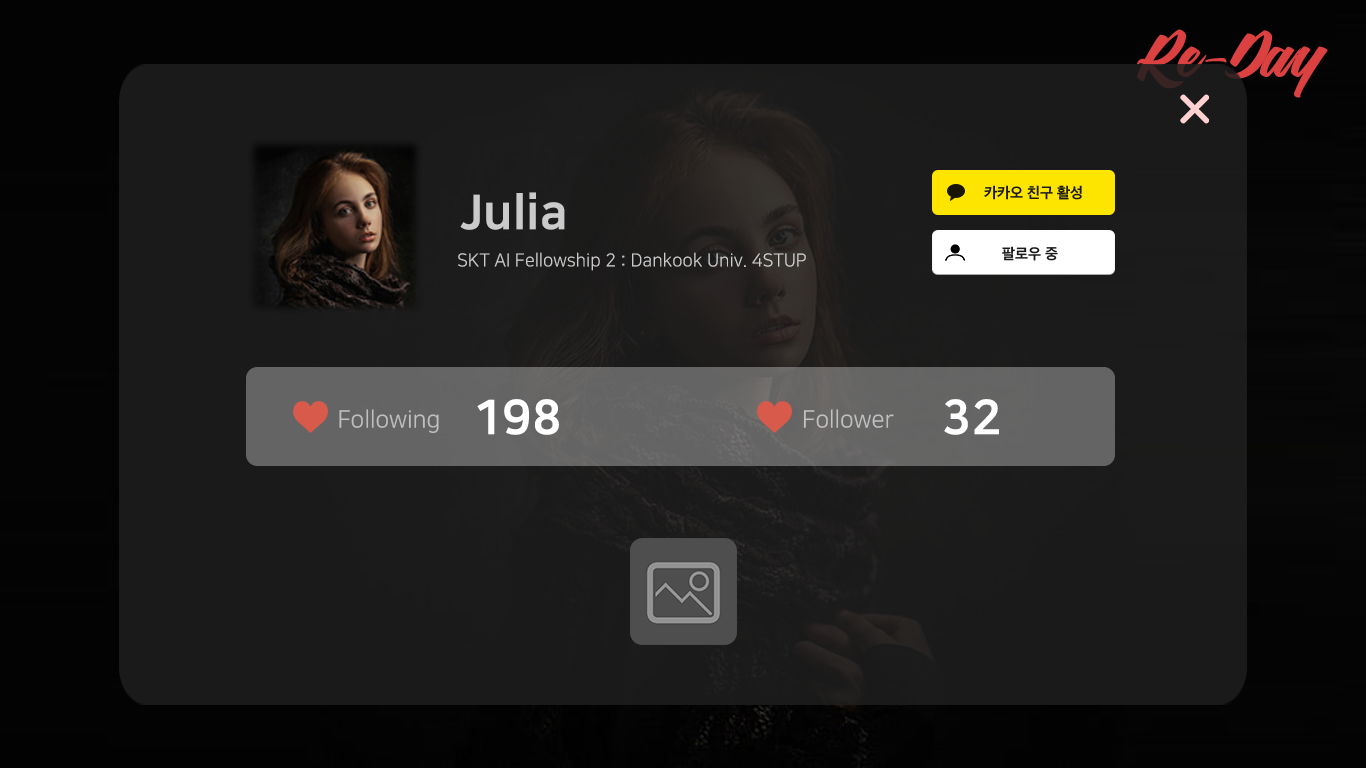 Re-Day
Julia
SKT AI Fellowship 2 : Dankook Univ. 4STUP
카카오 친구 활성
팔로우 중
Following 198
Follower 32